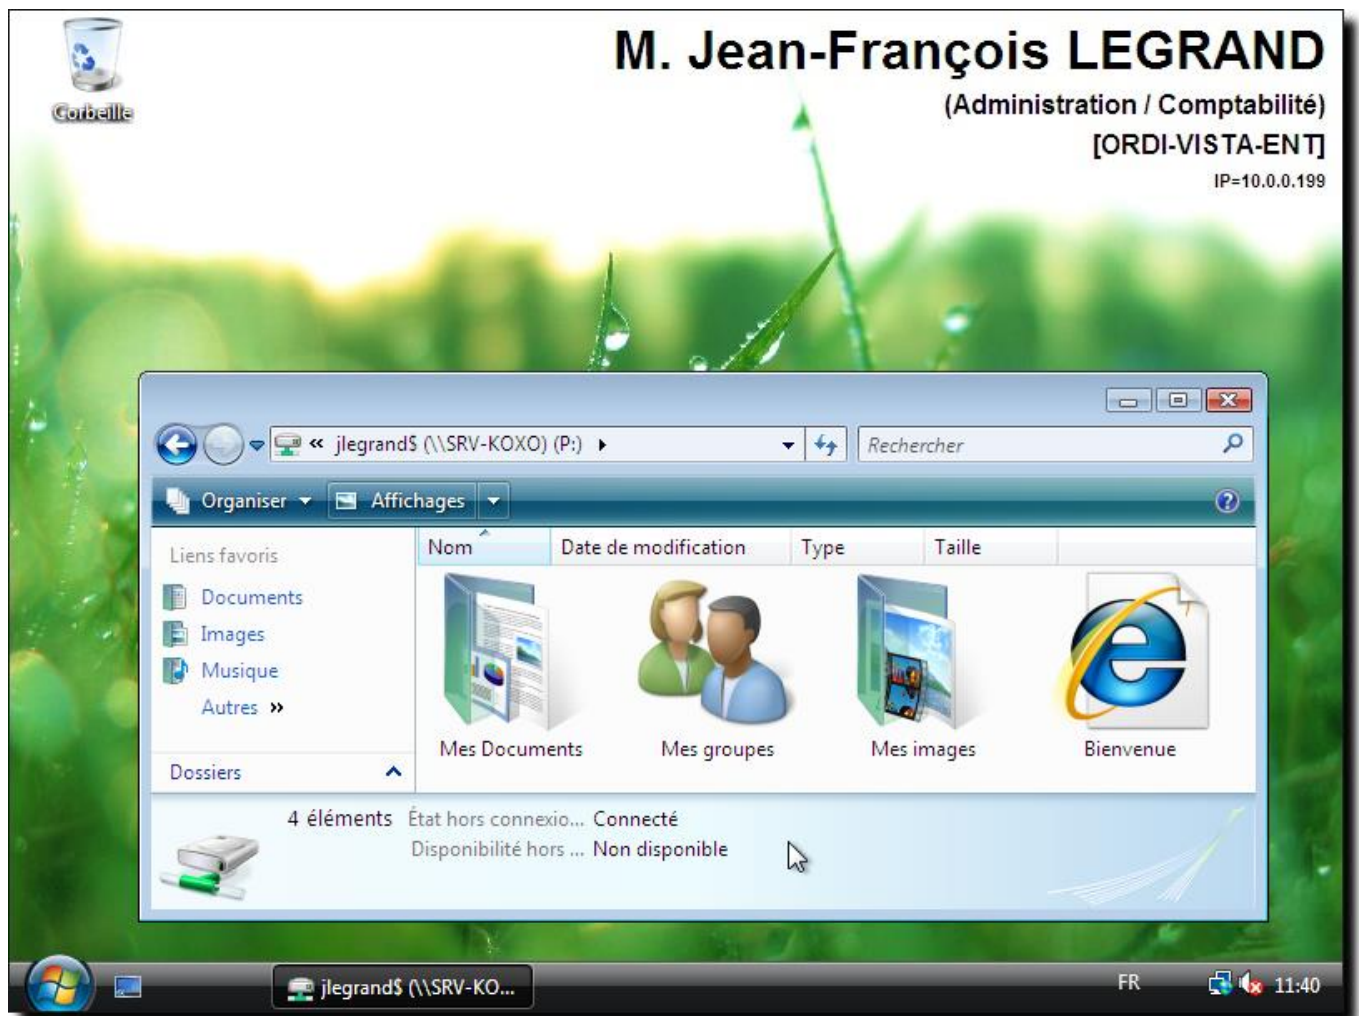 Corbeille
M. Jean-François LEGRAND
(Administration / Comptabilité)
[ORDI-VISTA-ENT]
IP=10.0.0.199
« jlegrand$ (\\SRV-KOXO) (P:)
Rechercher
Organiser
Affichages
Liens favoris
Documents
Images
Musique
Autres »
Dossiers
Nom
Date de modification
Type
Taille
Mes Documents
Mes groupes
Mes images
Bienvenue
4 éléments
État hors connexio... Connecté
Disponibilité hors ... Non disponible
jlegrand$ (\\SRV-KO...
FR
11:40